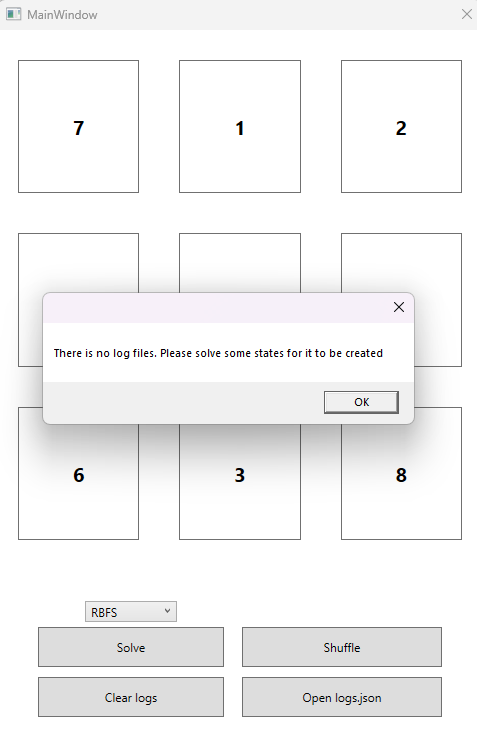 MainWindow
7 1 2
There is no log files. Please solve some states for it to be created
OK
6 3 8
RBFS
Solve Shuffle
Clear logs Open logs.json